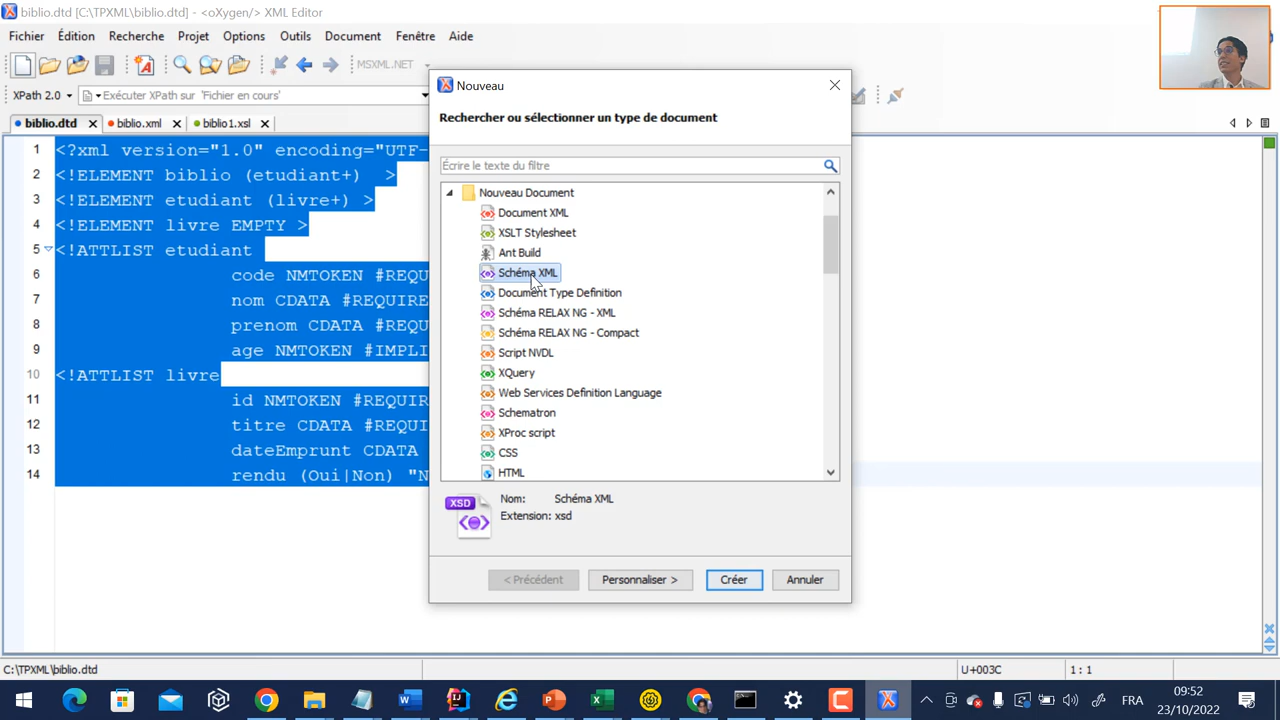 biblio.dtd [C:\TPXML\biblio.dtd] - <oXygen/> XML Editor
Fichier Édition Recherche Projet Options Outils Document Fenêtre Aide
MSXML.NET
XPath 2.0 Exécuter XPath sur 'Fichier en cours'
biblio.dtd biblio.xml biblio1.xsl
1 <?xml version="1.0" encoding="UTF-
2 <!ELEMENT biblio (etudiant+) >
3 <!ELEMENT etudiant (livre+) >
4 <!ELEMENT livre EMPTY >
5 <!ATTLIST etudiant
6 code NMTOKEN #REQU
7 nom CDATA #REQUIRE
8 prenom CDATA #REQU
9 age NMTOKEN #IMPLI
10 <!ATTLIST livre
11 id NMTOKEN #REQUIR
12 titre CDATA #REQUI
13 dateEmprunt CDATA
14 rendu (Oui|Non) "N
Nouveau
Rechercher ou sélectionner un type de document
Écrire le texte du filtre
Nouveau Document
Document XML
XSLT Stylesheet
Ant Build
Schéma XML
Document Type Definition
Schéma RELAX NG - XML
Schéma RELAX NG - Compact
Script NVDL
XQuery
Web Services Definition Language
Schematron
XProc script
CSS
HTML
XSD
Nom: Schéma XML
Extension: xsd
< Précédent Personnaliser > Créer Annuler
C:\TPXML\biblio.dtd U+003C 1 : 1
FRA
09:52
23/10/2022